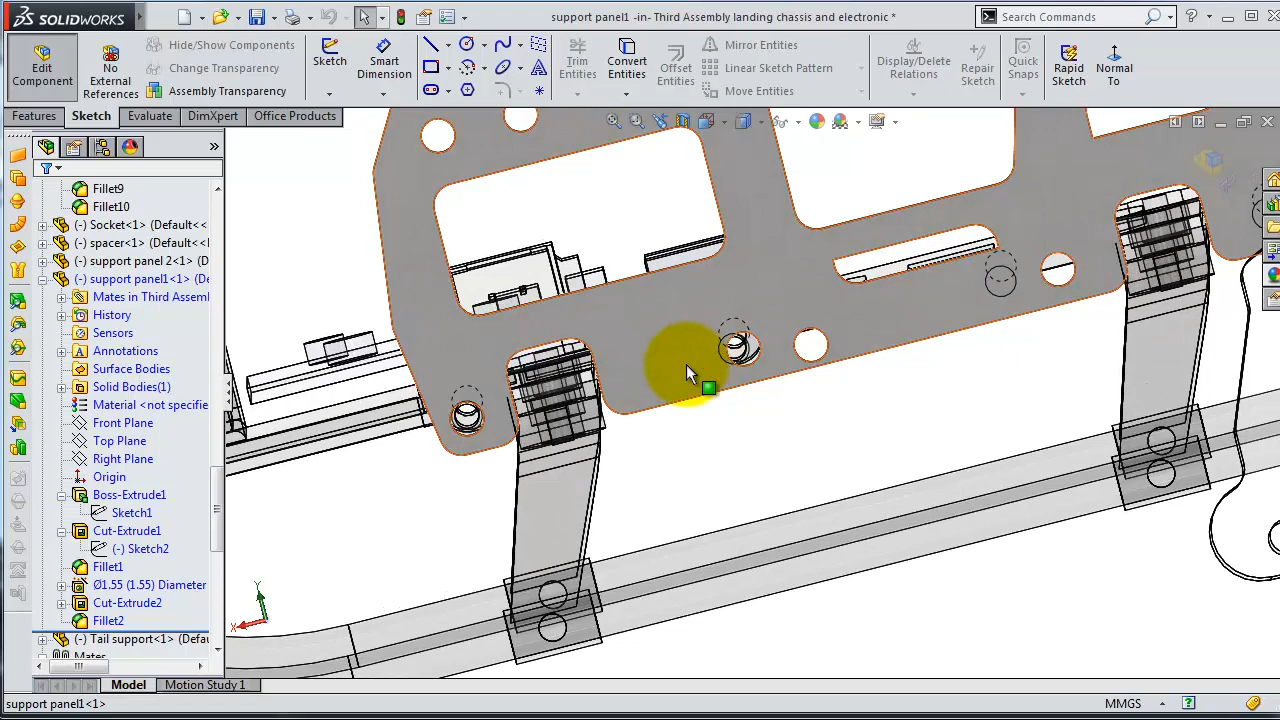 SOLIDWORKS
support panel1 -in- Third Assembly landing chassis and electronic *
Search Commands
Edit Component
No External References
Hide/Show Components
Change Transparency
Assembly Transparency
Sketch
Smart Dimension
Trim Entities
Convert Entities
Offset Entities
Mirror Entities
Linear Sketch Pattern
Move Entities
Display/Delete Relations
Repair Sketch
Quick Snaps
Rapid Sketch
Normal To
Features
Sketch
Evaluate
DimXpert
Office Products
Fillet9
Fillet10
Socket<1> (Default<<
(-) spacer<1> (Default<
(-) support panel 2<1> (D
(-) support panel1<1> (D
Mates in Third Assembl
History
Sensors
Annotations
Surface Bodies
Solid Bodies(1)
Material <not specifie
Front Plane
Top Plane
Right Plane
Origin
Boss-Extrude1
Sketch1
Cut-Extrude1
(-) Sketch2
Fillet1
Ø1.55 (1.55) Diameter
Cut-Extrude2
Fillet2
(-) Tail support<1> (Defau
Mates
Y
X
Model
Motion Study 1
support panel1<1>
MMGS